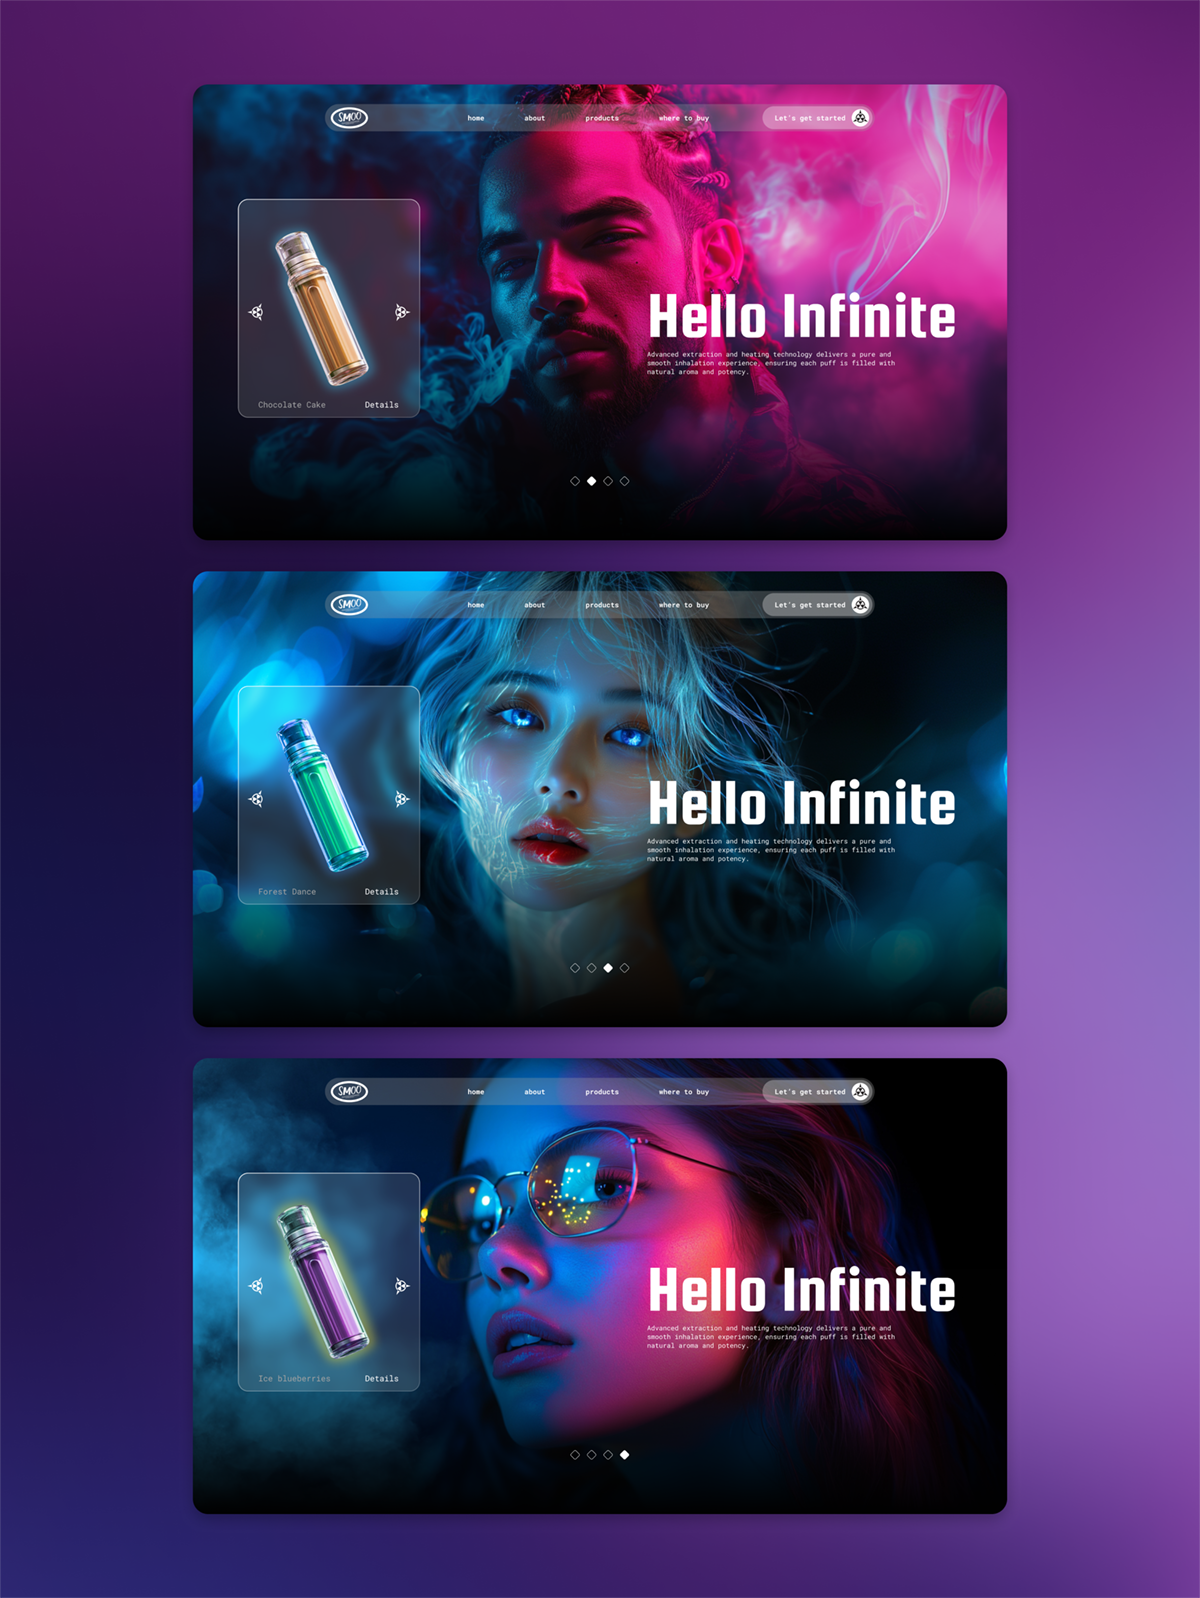 SMOO
home about products where to buy Let's get started
Hello Infinite
Advanced extraction and heating technology delivers a pure and
smooth inhalation experience, ensuring each puff is filled with
natural aroma and potency.
Chocolate Cake Details
SMOO
home about products where to buy Let's get started
Hello Infinite
Advanced extraction and heating technology delivers a pure and
smooth inhalation experience, ensuring each puff is filled with
natural aroma and potency.
Forest Dance Details
SMOO
home about products where to buy Let's get started
Hello Infinite
Advanced extraction and heating technology delivers a pure and
smooth inhalation experience, ensuring each puff is filled with
natural aroma and potency.
Ice blueberries Details